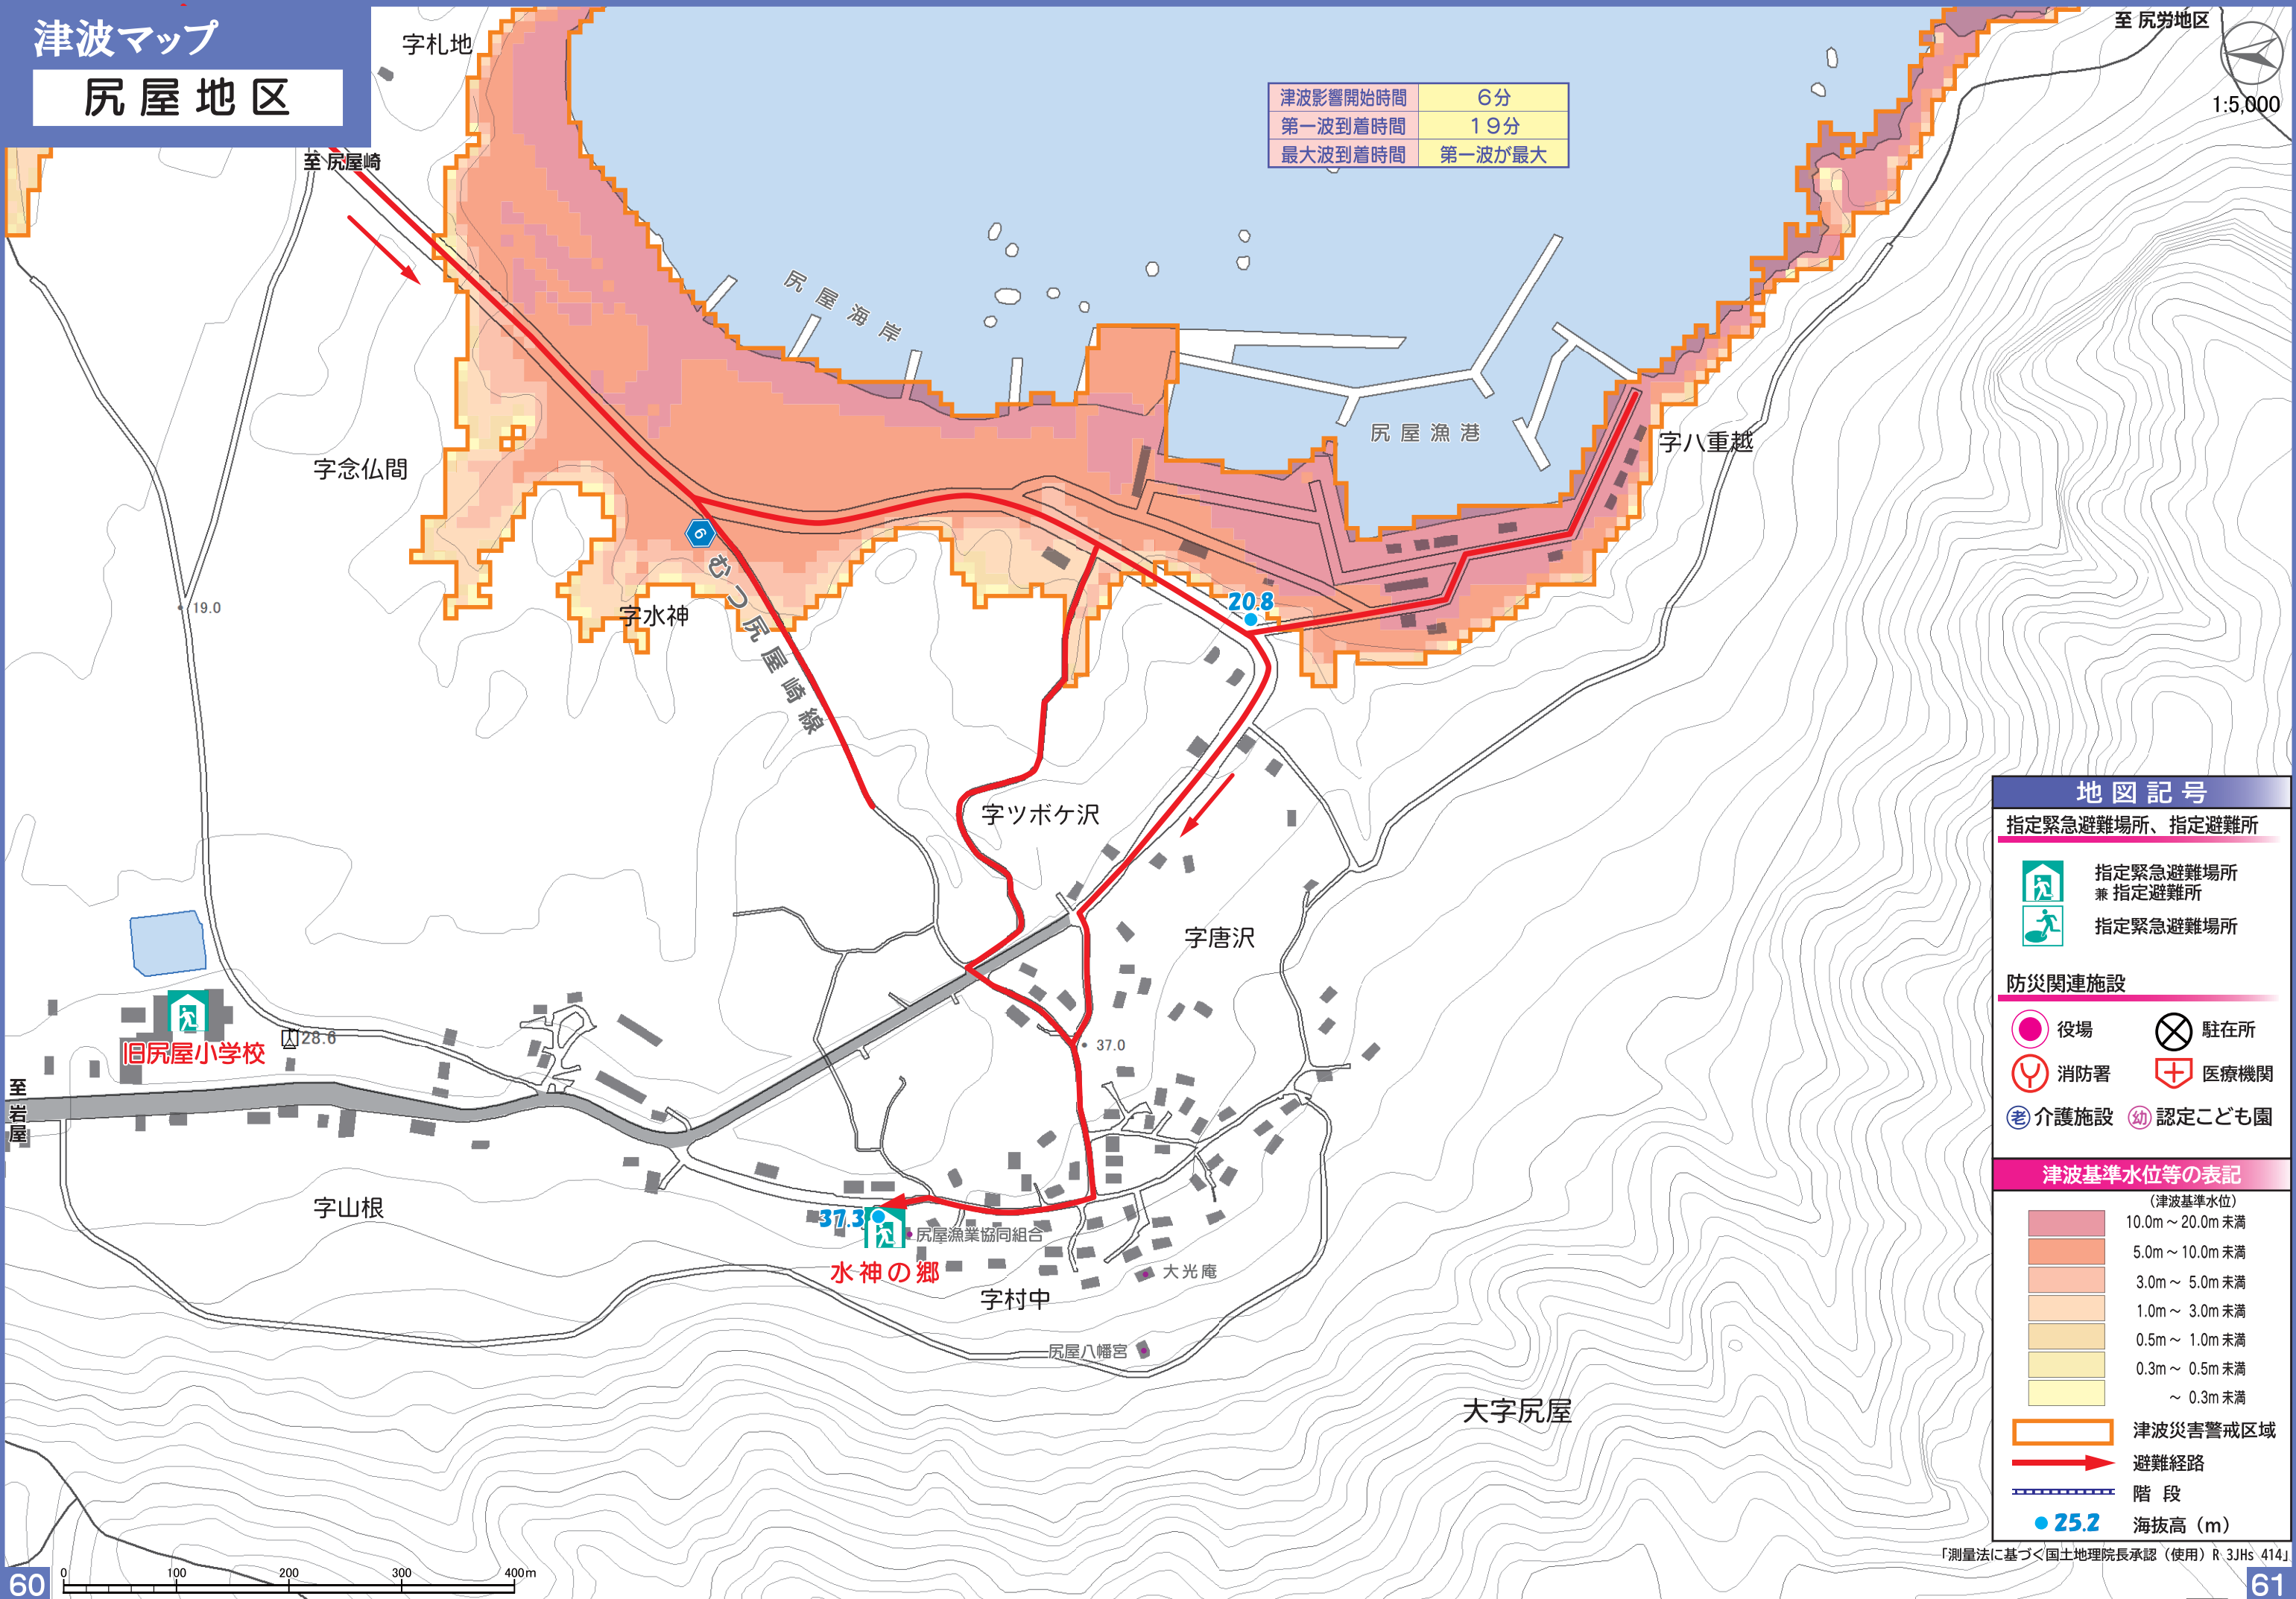 津波マップ
尻屋地区
字札地
至 尻屋崎
津波影響開始時間 6分
第一波到着時間 19分
最大波到着時間 第一波が最大
至 尻労地区
1:5,000
尻屋海岸
尻屋漁港
字八重越
字念仏間
6
むつ尻屋崎線
字水神
19.0
20.8
字ツボケ沢
字唐沢
旧尻屋小学校
28.6
37.0
至岩屋
字山根
37.3
尻屋漁業協同組合
水神の郷
大光庵
字村中
尻屋八幡宮
大字尻屋
地図記号
指定緊急避難場所、指定避難所
指定緊急避難場所
兼 指定避難所
指定緊急避難場所
防災関連施設
役場 駐在所
消防署 医療機関
老 介護施設 幼 認定こども園
津波基準水位等の表記
（津波基準水位）
10.0m～20.0m未満
5.0m～10.0m未満
3.0m～ 5.0m未満
1.0m～ 3.0m未満
0.5m～ 1.0m未満
0.3m～ 0.5m未満
～ 0.3m未満
津波災害警戒区域
避難経路
階 段
25.2 海抜高（m）
「測量法に基づく国土地理院長承認（使用）R 3JHs 414」
0 100 200 300 400m
60
61